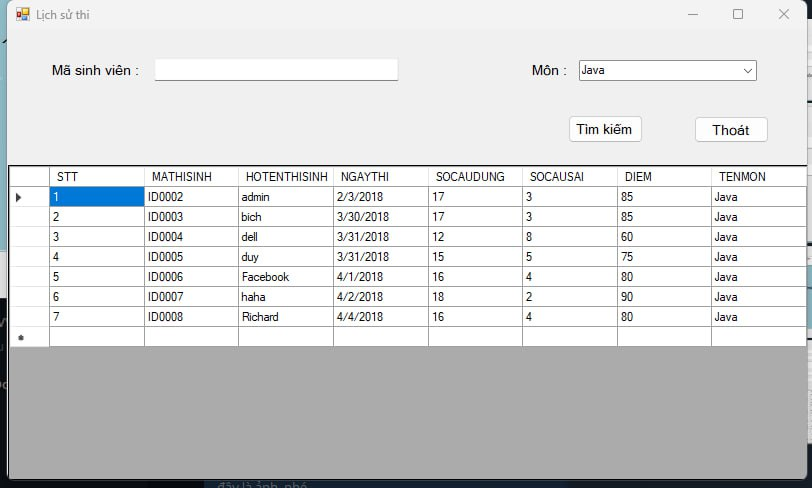 Lịch sử thi
Mã sinh viên : Môn : Java
Tìm kiếm Thoát
STT MATHISINH HOTENTHISINH NGAYTHI SOCAUDUNG SOCAUSAI DIEM TENMON
1 ID0002 admin 2/3/2018 17 3 85 Java
2 ID0003 bich 3/30/2018 17 3 85 Java
3 ID0004 dell 3/31/2018 12 8 60 Java
4 ID0005 duy 3/31/2018 15 5 75 Java
5 ID0006 Facebook 4/1/2018 16 4 80 Java
6 ID0007 haha 4/2/2018 18 2 90 Java
7 ID0008 Richard 4/4/2018 16 4 80 Java
đây là ảnh nhé